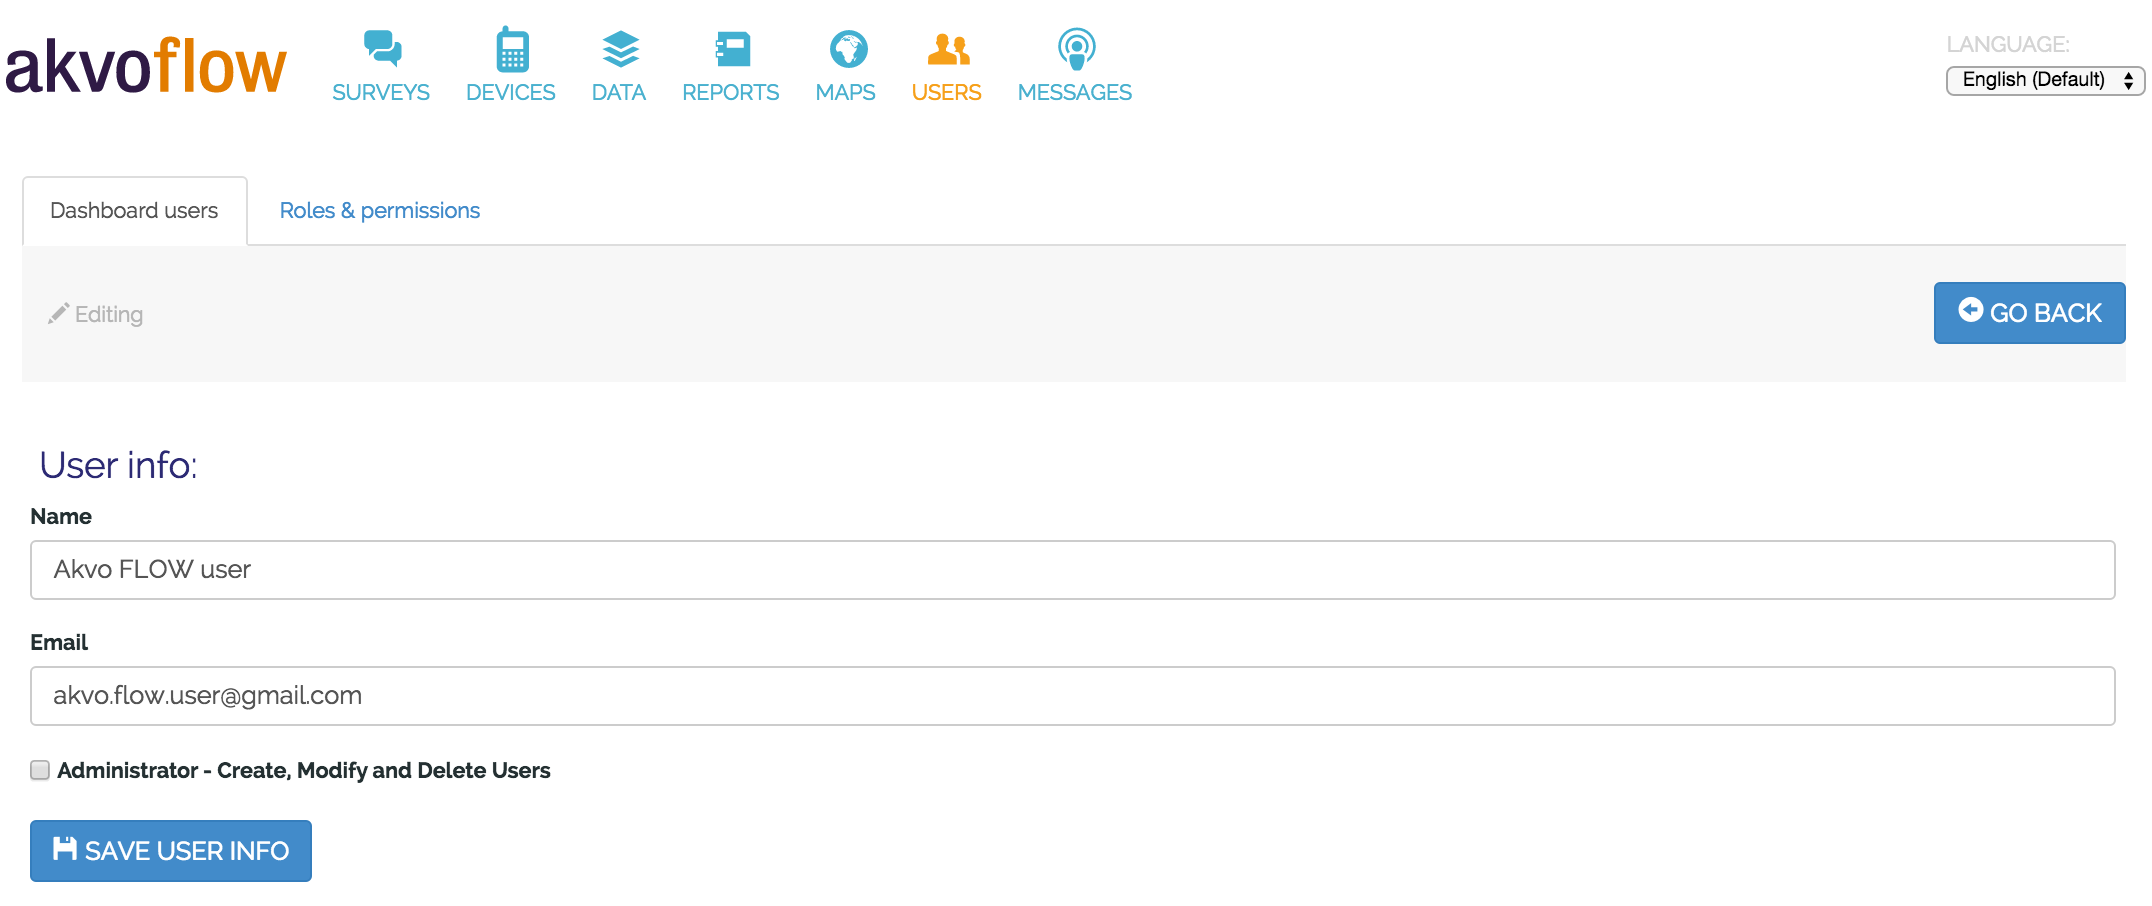 akvoflow
SURVEYS DEVICES DATA REPORTS MAPS USERS MESSAGES
LANGUAGE:
English (Default)
Dashboard users Roles & permissions
Editing
GO BACK
User info:
Name
Akvo FLOW user
Email
akvo.flow.user@gmail.com
Administrator - Create, Modify and Delete Users
SAVE USER INFO